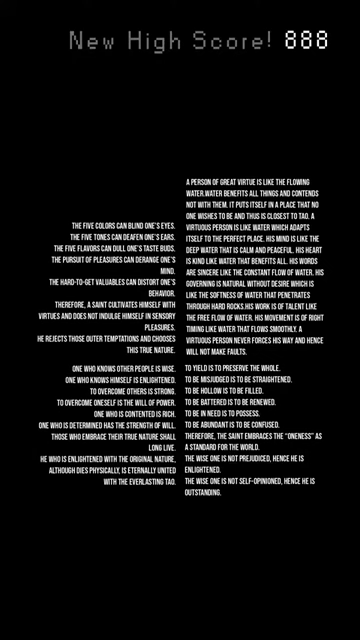 New High Score! 888
THE FIVE COLORS CAN BLIND ONE'S EYES.
THE FIVE TONES CAN DEAFEN ONE'S EARS.
THE FIVE FLAVORS CAN DULL ONE'S TASTE BUDS.
THE PURSUIT OF PLEASURES CAN DERANGE ONE'S
MIND.
THE HARD-TO-GET VALUABLES CAN DISTORT ONE'S
BEHAVIOR.
THEREFORE, A SAINT CULTIVATES HIMSELF WITH
VIRTUES AND DOES NOT INDULGE HIMSELF IN SENSORY
PLEASURES.
HE REJECTS THOSE OUTER TEMPTATIONS AND CHOOSES
THIS TRUE NATURE.
A PERSON OF GREAT VIRTUE IS LIKE THE FLOWING
WATER.WATER BENEFITS ALL THINGS AND CONTENDS
NOT WITH THEM. IT PUTS ITSELF IN A PLACE THAT NO
ONE WISHES TO BE AND THUS IS CLOSEST TO TAO. A
VIRTUOUS PERSON IS LIKE WATER WHICH ADAPTS
ITSELF TO THE PERFECT PLACE. HIS MIND IS LIKE THE
DEEP WATER THAT IS CALM AND PEACEFUL. HIS HEART
IS KIND LIKE WATER THAT BENEFITS ALL. HIS WORDS
ARE SINCERE LIKE THE CONSTANT FLOW OF WATER. HIS
GOVERNING IS NATURAL WITHOUT DESIRE WHICH IS
LIKE THE SOFTNESS OF WATER THAT PENETRATES
THROUGH HARD ROCKS.HIS WORK IS OF TALENT LIKE
THE FREE FLOW OF WATER. HIS MOVEMENT IS OF RIGHT
TIMING LIKE WATER THAT FLOWS SMOOTHLY. A
VIRTUOUS PERSON NEVER FORCES HIS WAY AND HENCE
WILL NOT MAKE FAULTS.
ONE WHO KNOWS OTHER PEOPLE IS WISE.
ONE WHO KNOWS HIMSELF IS ENLIGHTENED.
TO OVERCOME OTHERS IS STRONG.
TO OVERCOME ONESELF IS THE WILL OF POWER.
ONE WHO IS CONTENTED IS RICH.
ONE WHO IS DETERMINED HAS THE STRENGTH OF WILL.
THOSE WHO EMBRACE THEIR TRUE NATURE SHALL
LONG LIVE.
HE WHO IS ENLIGHTENED WITH THE ORIGINAL NATURE,
ALTHOUGH DIES PHYSICALLY, IS ETERNALLY UNITED
WITH THE EVERLASTING TAO.
TO YIELD IS TO PRESERVE THE WHOLE.
TO BE MISJUDGED IS TO BE STRAIGHTENED.
TO BE HOLLOW IS TO BE FILLED.
TO BE BATTERED IS TO BE RENEWED.
TO BE IN NEED IS TO POSSESS.
TO BE ABUNDANT IS TO BE CONFUSED.
THEREFORE, THE SAINT EMBRACES THE "ONENESS" AS
A STANDARD FOR THE WORLD.
THE WISE ONE IS NOT PREJUDICED, HENCE HE IS
ENLIGHTENED.
THE WISE ONE IS NOT SELF-OPINIONED, HENCE HE IS
OUTSTANDING.